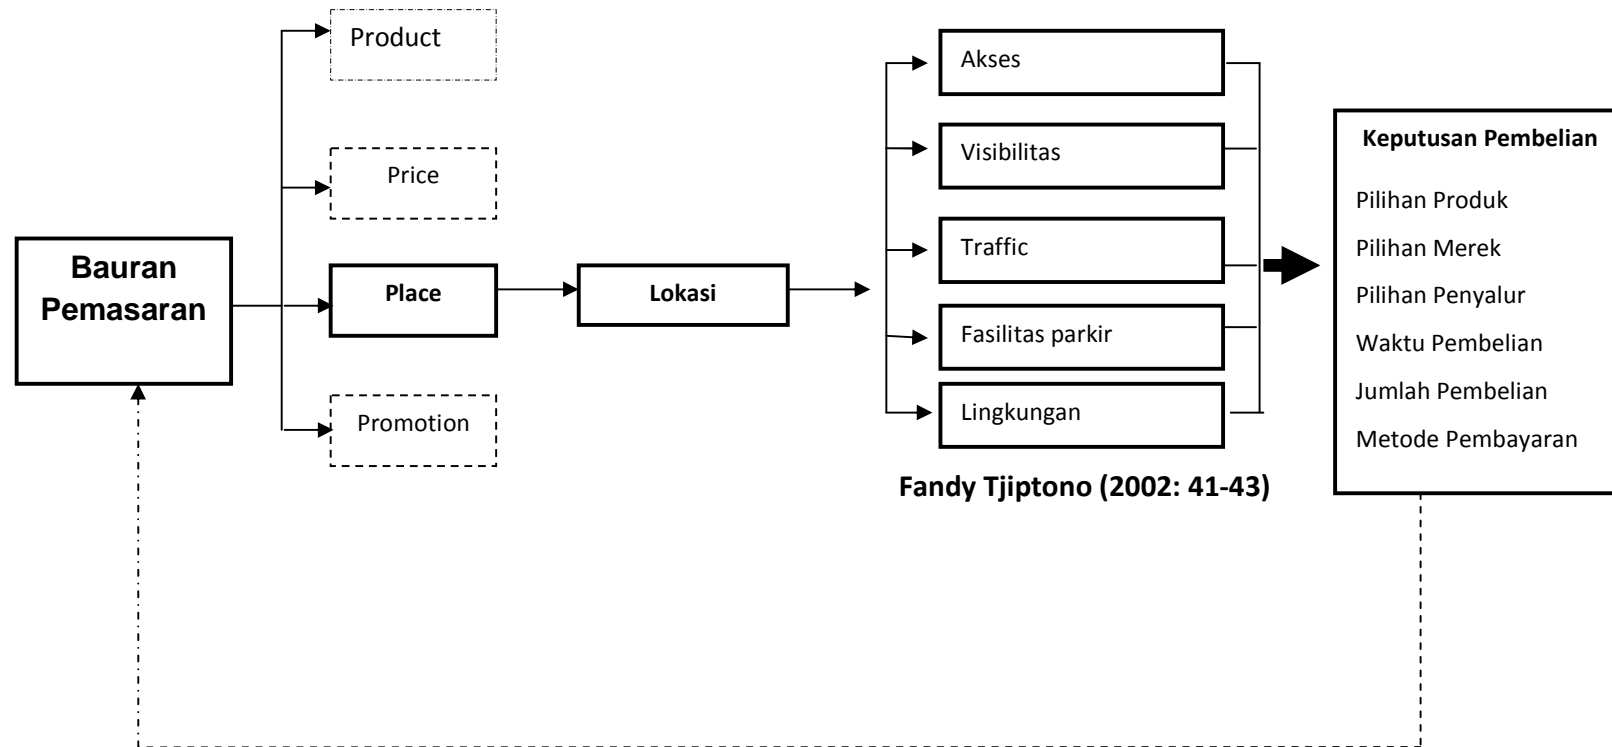 Product
Price
Bauran
Pemasaran
Place
Promotion
Lokasi
Akses
Visibilitas
Traffic
Fasilitas parkir
Lingkungan
Fandy Tjiptono (2002: 41-43)
Keputusan Pembelian
Pilihan Produk
Pilihan Merek
Pilihan Penyalur
Waktu Pembelian
Jumlah Pembelian
Metode Pembayaran